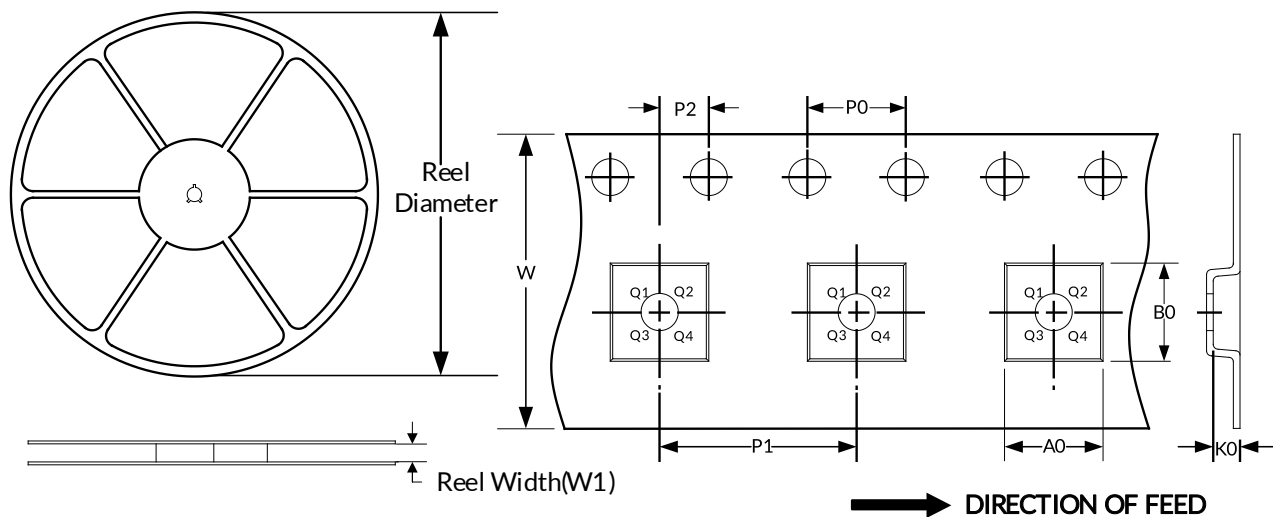 P2
P0
Reel
Diameter
W
Q1 Q2
Q3 Q4
Q1 Q2
Q3 Q4
Q1 Q2
Q3 Q4
B0
P1
A0
K0
Reel Width(W1)
DIRECTION OF FEED